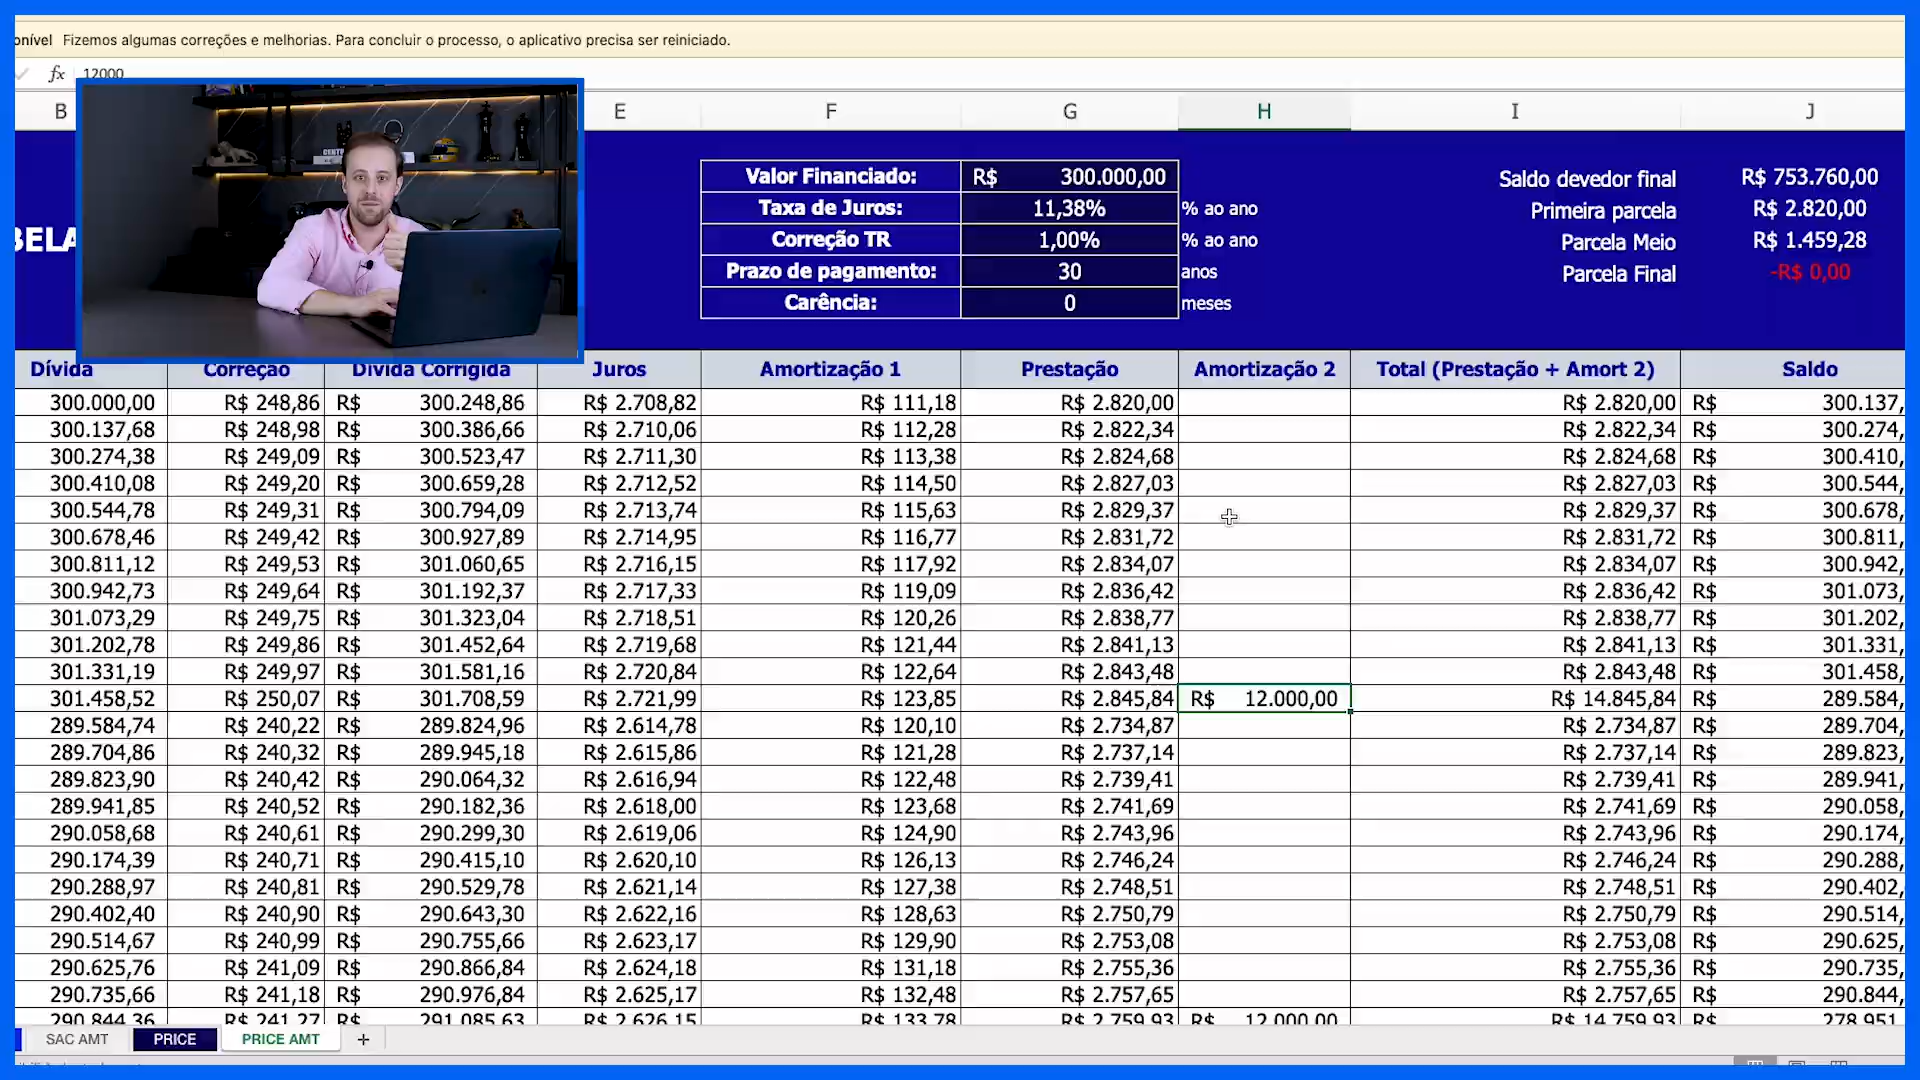 onível Fizemos algumas correções e melhorias. Para concluir o processo, o aplicativo precisa ser reiniciado.
fx 12000
B E F G H I J
BELA
Valor Financiado: R$ 300.000,00
Taxa de Juros: 11,38% % ao ano
Correção TR 1,00% % ao ano
Prazo de pagamento: 30 anos
Carência: 0 meses
Saldo devedor final R$ 753.760,00
Primeira parcela R$ 2.820,00
Parcela Meio R$ 1.459,28
Parcela Final -R$ 0,00
Dívida Correção Dívida Corrigida Juros Amortização 1 Prestação Amortização 2 Total (Prestação + Amort 2) Saldo
300.000,00 R$ 248,86 R$ 300.248,86 R$ 2.708,82 R$ 111,18 R$ 2.820,00 R$ 2.820,00 R$ 300.137,
300.137,68 R$ 248,98 R$ 300.386,66 R$ 2.710,06 R$ 112,28 R$ 2.822,34 R$ 2.822,34 R$ 300.274,
300.274,38 R$ 249,09 R$ 300.523,47 R$ 2.711,30 R$ 113,38 R$ 2.824,68 R$ 2.824,68 R$ 300.410,
300.410,08 R$ 249,20 R$ 300.659,28 R$ 2.712,52 R$ 114,50 R$ 2.827,03 R$ 2.827,03 R$ 300.544,
300.544,78 R$ 249,31 R$ 300.794,09 R$ 2.713,74 R$ 115,63 R$ 2.829,37 R$ 2.829,37 R$ 300.678,
300.678,46 R$ 249,42 R$ 300.927,89 R$ 2.714,95 R$ 116,77 R$ 2.831,72 R$ 2.831,72 R$ 300.811,
300.811,12 R$ 249,53 R$ 301.060,65 R$ 2.716,15 R$ 117,92 R$ 2.834,07 R$ 2.834,07 R$ 300.942,
300.942,73 R$ 249,64 R$ 301.192,37 R$ 2.717,33 R$ 119,09 R$ 2.836,42 R$ 2.836,42 R$ 301.073,
301.073,29 R$ 249,75 R$ 301.323,04 R$ 2.718,51 R$ 120,26 R$ 2.838,77 R$ 2.838,77 R$ 301.202,
301.202,78 R$ 249,86 R$ 301.452,64 R$ 2.719,68 R$ 121,44 R$ 2.841,13 R$ 2.841,13 R$ 301.331,
301.331,19 R$ 249,97 R$ 301.581,16 R$ 2.720,84 R$ 122,64 R$ 2.843,48 R$ 2.843,48 R$ 301.458,
301.458,52 R$ 250,07 R$ 301.708,59 R$ 2.721,99 R$ 123,85 R$ 2.845,84 R$ 12.000,00 R$ 14.845,84 R$ 289.584,
289.584,74 R$ 240,22 R$ 289.824,96 R$ 2.614,78 R$ 120,10 R$ 2.734,87 R$ 2.734,87 R$ 289.704,
289.704,86 R$ 240,32 R$ 289.945,18 R$ 2.615,86 R$ 121,28 R$ 2.737,14 R$ 2.737,14 R$ 289.823,
289.823,90 R$ 240,42 R$ 290.064,32 R$ 2.616,94 R$ 122,48 R$ 2.739,41 R$ 2.739,41 R$ 289.941,
289.941,85 R$ 240,52 R$ 290.182,36 R$ 2.618,00 R$ 123,68 R$ 2.741,69 R$ 2.741,69 R$ 290.058,
290.058,68 R$ 240,61 R$ 290.299,30 R$ 2.619,06 R$ 124,90 R$ 2.743,96 R$ 2.743,96 R$ 290.174,
290.174,39 R$ 240,71 R$ 290.415,10 R$ 2.620,10 R$ 126,13 R$ 2.746,24 R$ 2.746,24 R$ 290.288,
290.288,97 R$ 240,81 R$ 290.529,78 R$ 2.621,14 R$ 127,38 R$ 2.748,51 R$ 2.748,51 R$ 290.402,
290.402,40 R$ 240,90 R$ 290.643,30 R$ 2.622,16 R$ 128,63 R$ 2.750,79 R$ 2.750,79 R$ 290.514,
290.514,67 R$ 240,99 R$ 290.755,66 R$ 2.623,17 R$ 129,90 R$ 2.753,08 R$ 2.753,08 R$ 290.625,
290.625,76 R$ 241,09 R$ 290.866,84 R$ 2.624,18 R$ 131,18 R$ 2.755,36 R$ 2.755,36 R$ 290.735,
290.735,66 R$ 241,18 R$ 290.976,84 R$ 2.625,17 R$ 132,48 R$ 2.757,65 R$ 2.757,65 R$ 290.844,
290.844,36 R$ 241,27 R$ 291.085,63 R$ 2.626,15 R$ 133,78 R$ 2.759,93 R$ 12.000,00 R$ 14.759,93 R$ 278.951,
SAC AMT PRICE PRICE AMT +